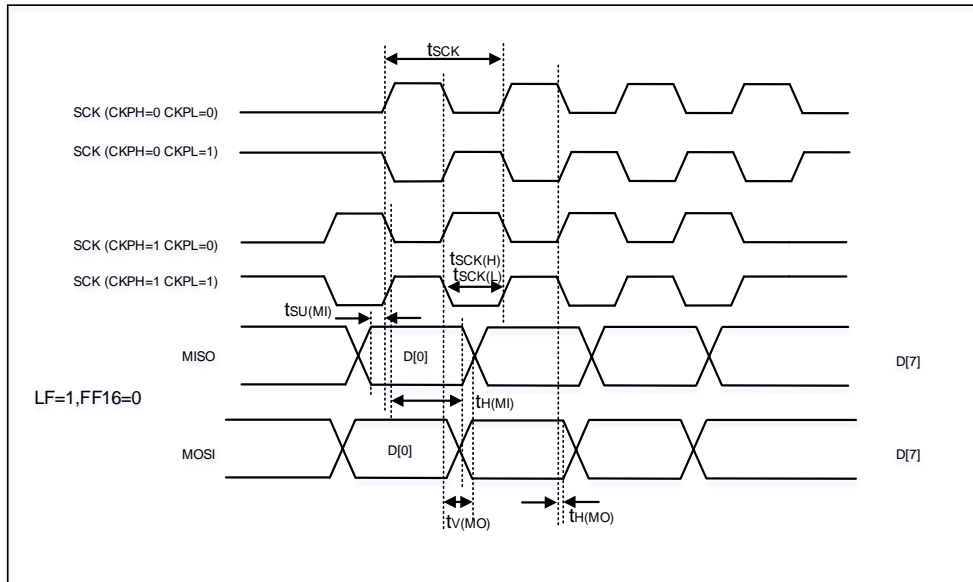 tSCK
SCK (CKPH=0 CKPL=0)
SCK (CKPH=0 CKPL=1)
SCK (CKPH=1 CKPL=0)
tSCK(H)
tSCK(L)
SCK (CKPH=1 CKPL=1)
tSU(MI)
MISO
D[0]
D[7]
LF=1,FF16=0
tH(MI)
MOSI
D[0]
D[7]
tV(MO)
tH(MO)